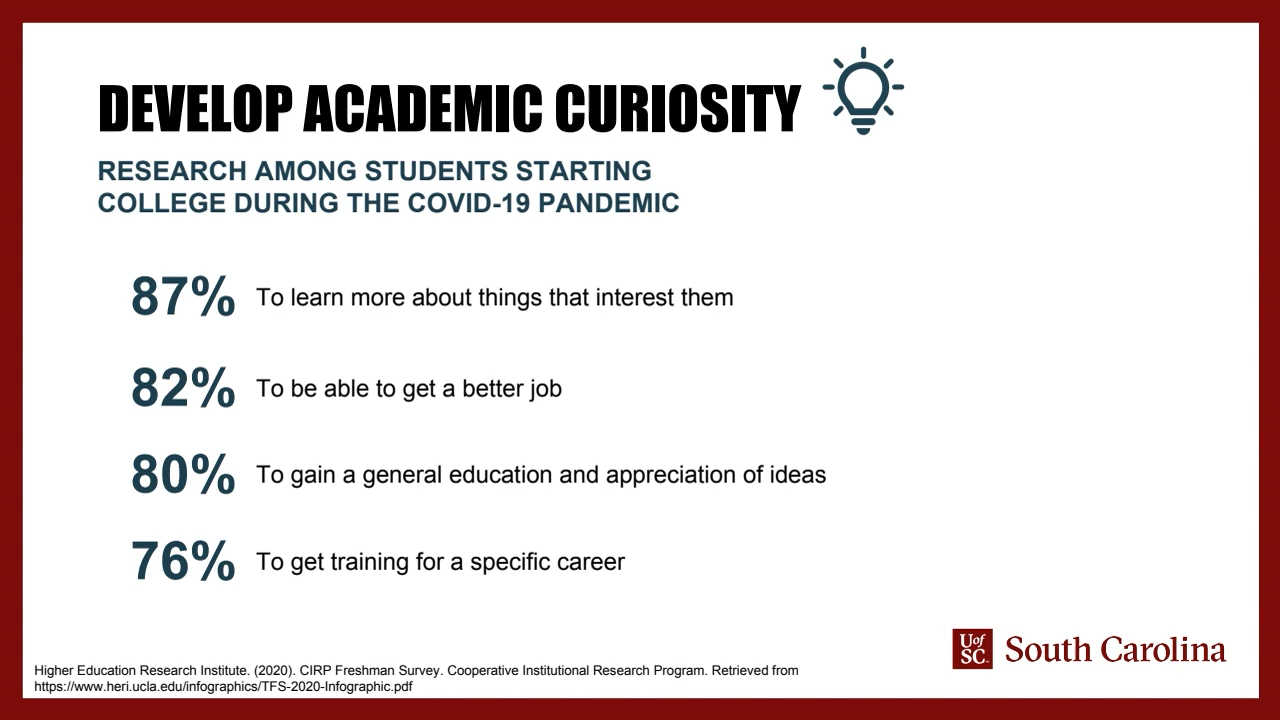 DEVELOP ACADEMIC CURIOSITY
RESEARCH AMONG STUDENTS STARTING
COLLEGE DURING THE COVID-19 PANDEMIC
87% To learn more about things that interest them
82% To be able to get a better job
80% To gain a general education and appreciation of ideas
76% To get training for a specific career
UofSC South Carolina
Higher Education Research Institute. (2020). CIRP Freshman Survey. Cooperative Institutional Research Program. Retrieved from
https://www.heri.ucla.edu/infographics/TFS-2020-Infographic.pdf